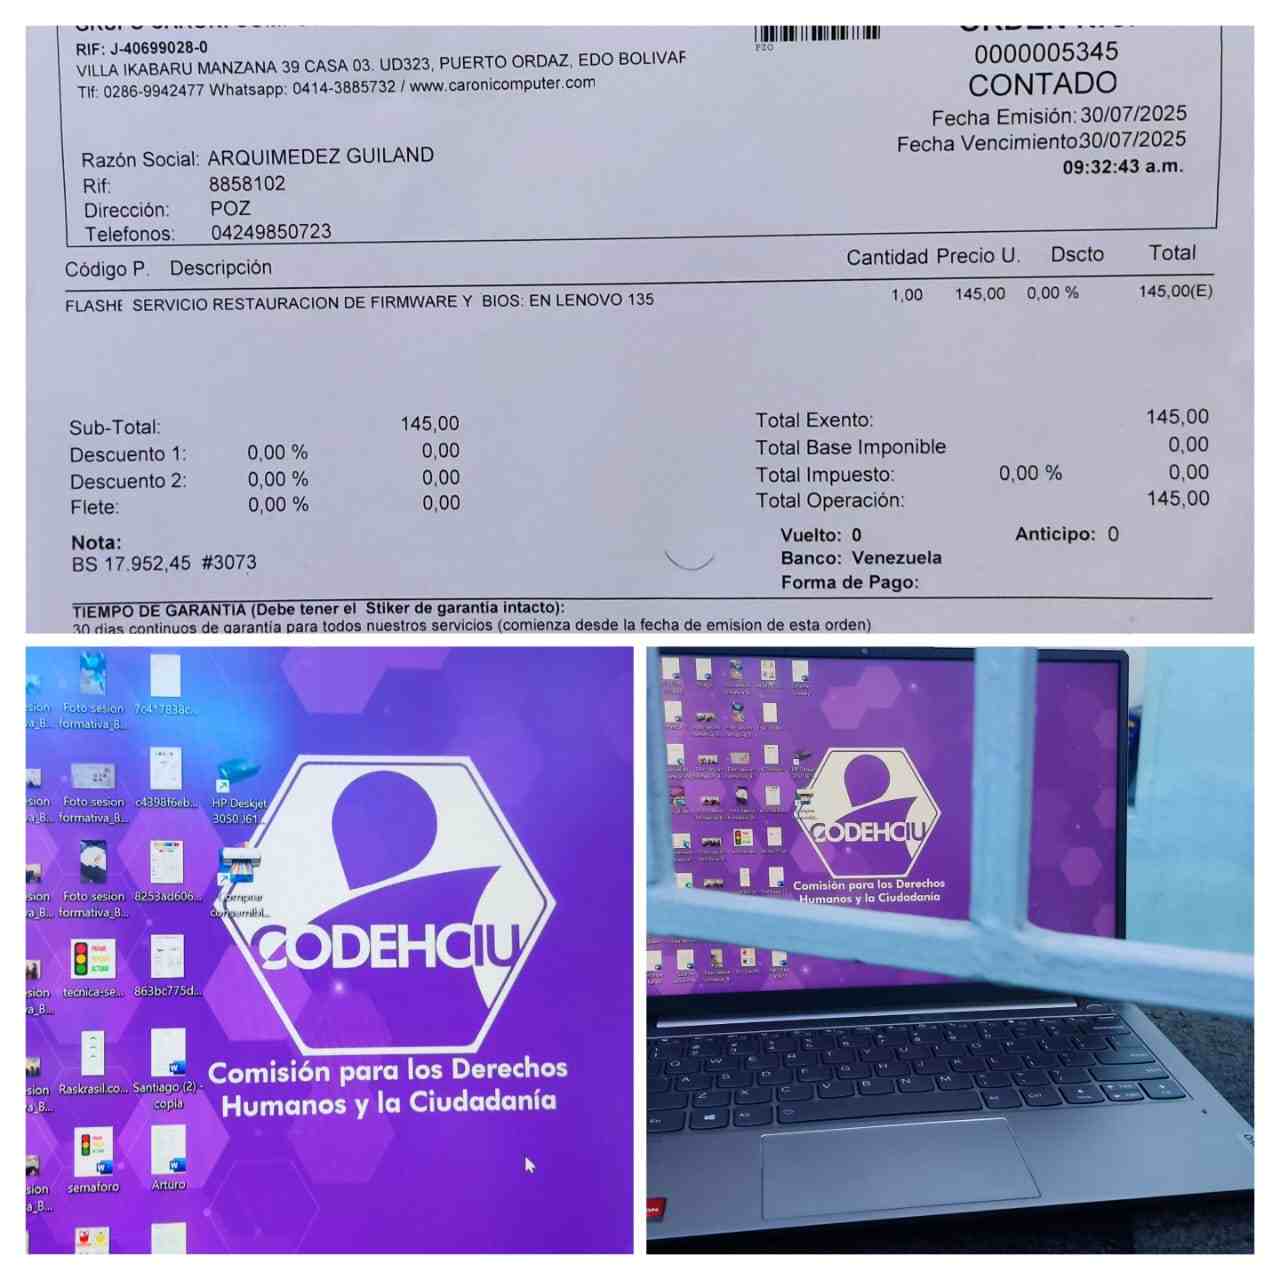 RIF: J-40699028-0
VILLA IKABARU MANZANA 39 CASA 03. UD323, PUERTO ORDAZ, EDO BOLIVAR
Tlf: 0286-9942477 Whatsapp: 0414-3885732 / www.caronicomputer.com
PZO
0000005345
CONTADO
Fecha Emisión: 30/07/2025
Fecha Vencimiento30/07/2025
09:32:43 a.m.
Razón Social: ARQUIMEDEZ GUILAND
Rif: 8858102
Dirección: POZ
Telefonos: 04249850723
Código P. Descripción Cantidad Precio U. Dscto Total
FLASHE SERVICIO RESTAURACION DE FIRMWARE Y BIOS: EN LENOVO 135 1,00 145,00 0,00 % 145,00(E)
Sub-Total: 145,00
Descuento 1: 0,00 % 0,00
Descuento 2: 0,00 % 0,00
Flete: 0,00 % 0,00
Total Exento: 145,00
Total Base Imponible 0,00
Total Impuesto: 0,00 % 0,00
Total Operación: 145,00
Nota:
BS 17.952,45 #3073
Vuelto: 0 Anticipo: 0
Banco: Venezuela
Forma de Pago:
TIEMPO DE GARANTIA (Debe tener el Stiker de garantia intacto):
30 dias continuos de garantía para todos nuestros servicios (comienza desde la fecha de emision de esta orden)
Foto sesion
formativa_B...
7c4*7838c...
Foto sesion
formativa_B...
c4398f6eb...
HP Deskjet
3050 J61...
Foto sesion
formativa_B...
8253ad606...
Comprar
consumibl...
tecnica-se...
863bc775d...
Raskrasil.co...
Santiago (2) -
copia
semaforo
Arturo
CODEHCIU
Comisión para los Derechos
Humanos y la Ciudadanía
CODEHCIU
Comisión para los Derechos
Humanos y la Ciudadanía